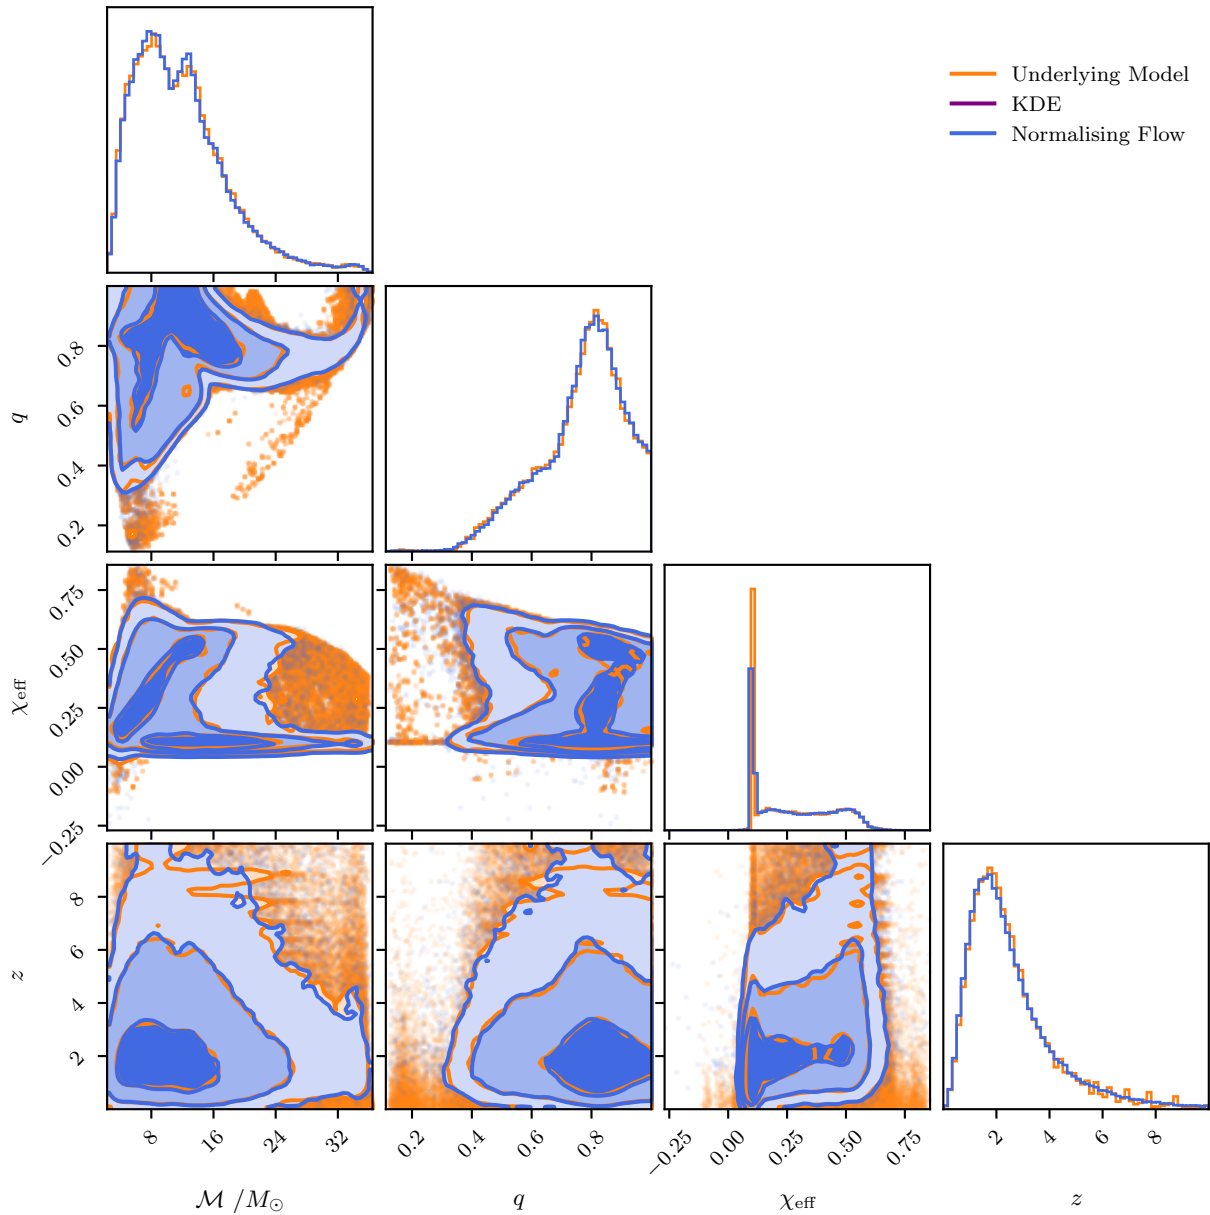 Underlying Model
KDE
Normalising Flow
0.8
0.6
0.4
0.2
q
0.75
0.50
0.25
0.00
−0.25
χeff
8
6
4
2
z
8 16 24 32
0.2 0.4 0.6 0.8
−0.25 0.00 0.25 0.50 0.75
2 4 6 8
ℳ /M⊙ q χeff z